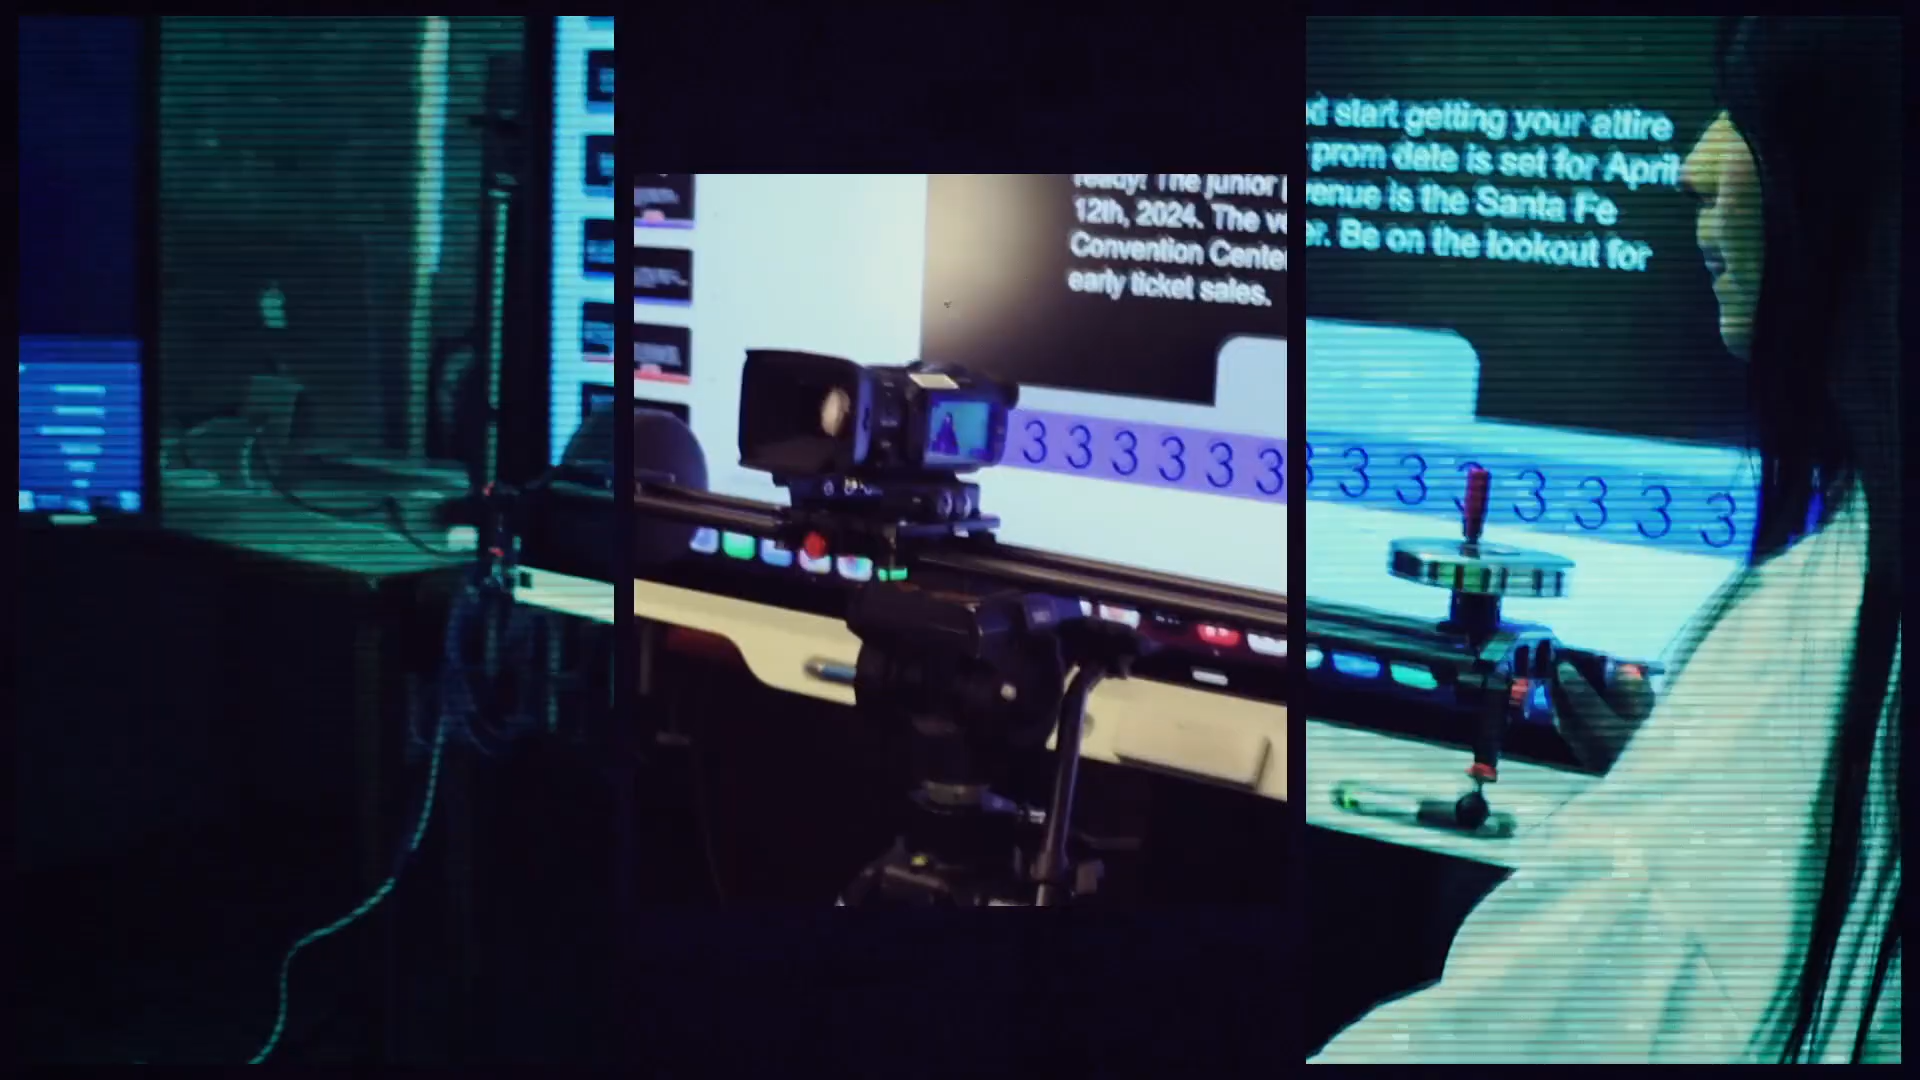 ready! The junior
12th, 2024. The ve
Convention Cente
early ticket sales.
3 3 3 3 3 3
d start getting your attire
prom date is set for April
venue is the Santa Fe
r. Be on the lookout for
3 3 3 3 3 3 3 3